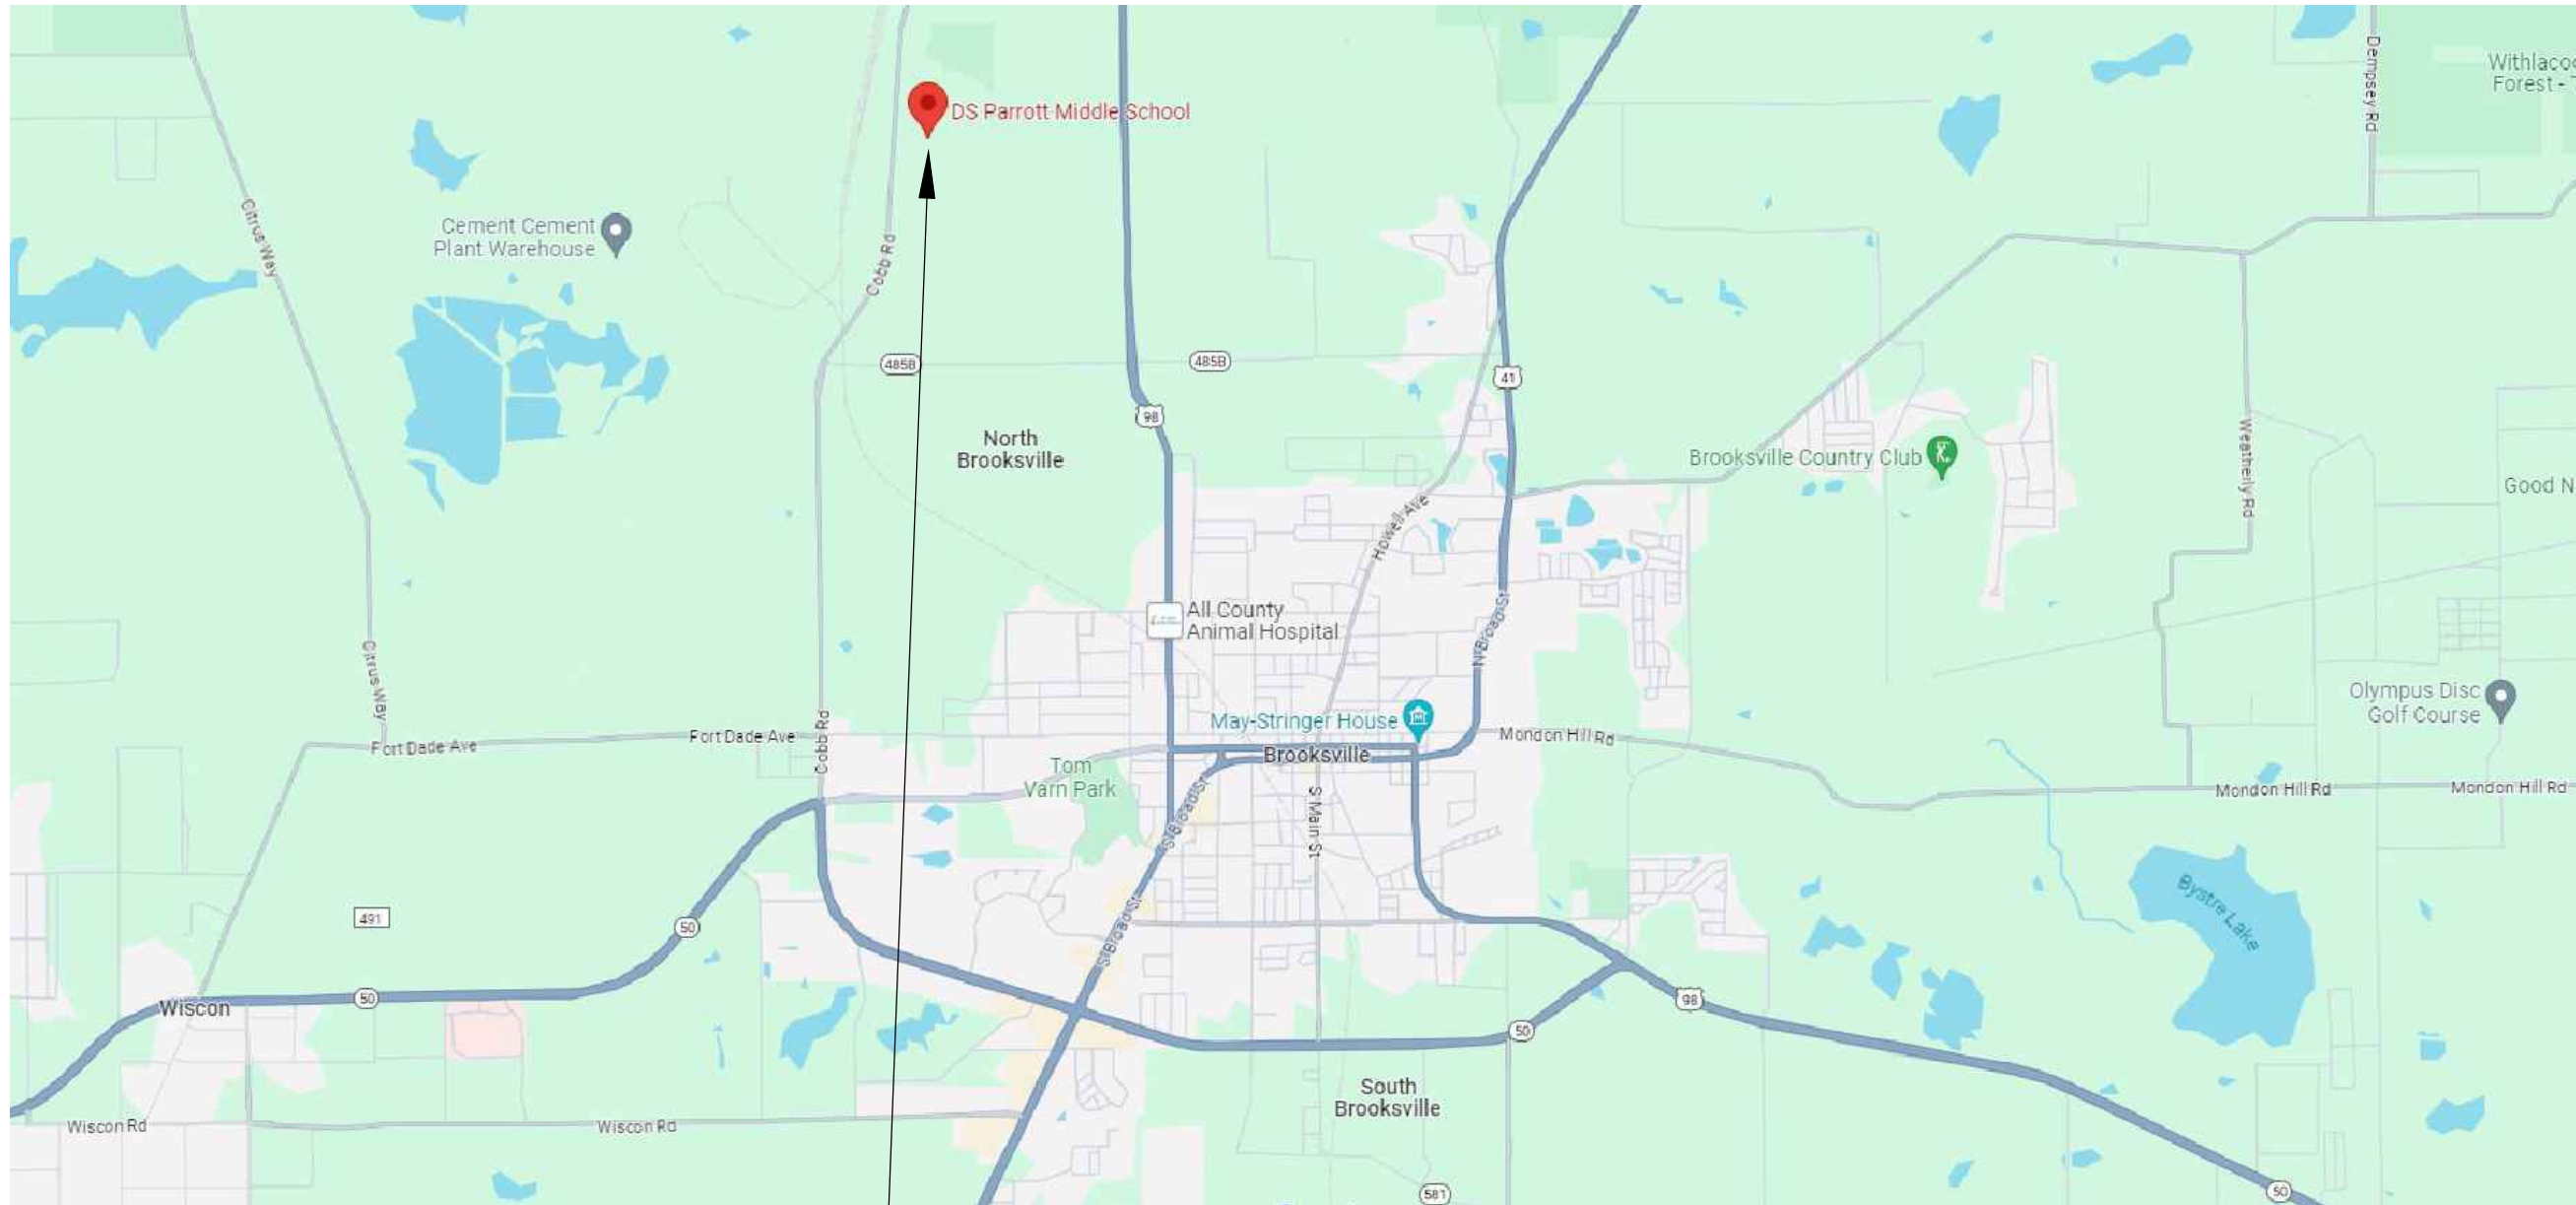 Dempsey Rd
Withlacoo
Forest - T
DS Parrott Middle School
Citrus Way
Cement Cement
Plant Warehouse
Cobb Rd
485B
485B
41
98
North
Brooksville
Brooksville Country Club
Weatherly Rd
Good N
Howell Ave
All County
Animal Hospital
N Broad St
Citrus Way
Olympus Disc
Golf Course
May-Stringer House
Fort Dade Ave
Fort Dade Ave
Cobb Rd
Brooksville
Mondon Hill Rd
Tom
Varn Park
Mondon Hill Rd
Mondon Hill Rd
S Broad St
S Main St
491
50
S Broad St
Bystre Lake
Wiscon
50
98
50
South
Brooksville
Wiscon Rd
Wiscon Rd
581
50